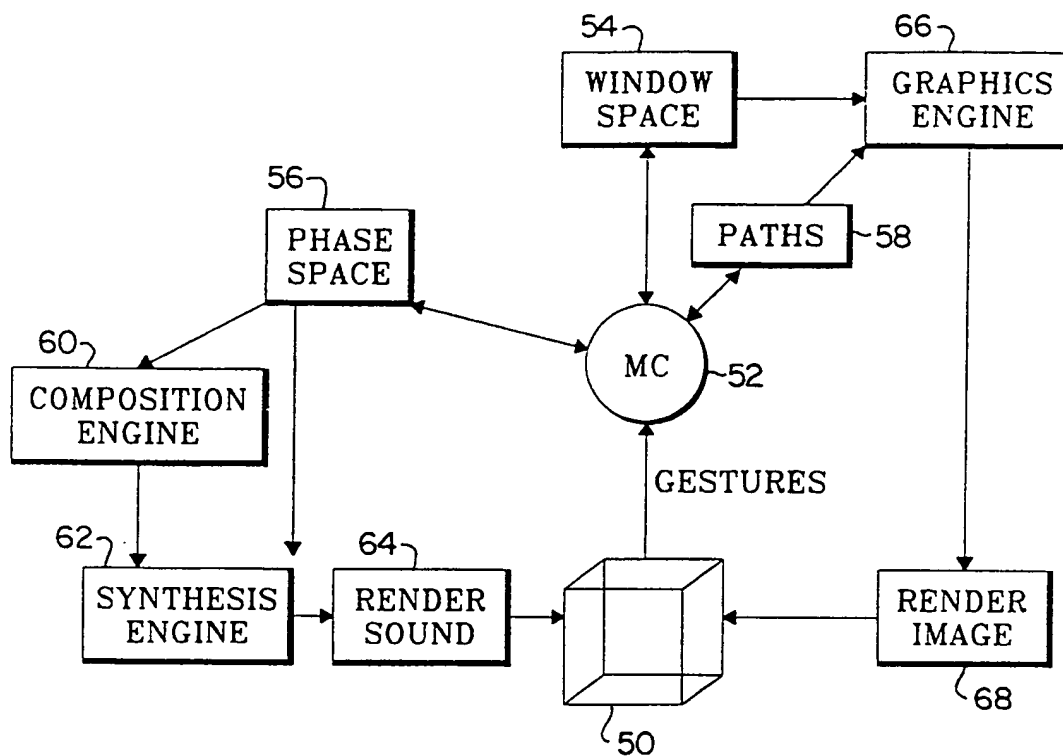 54
66
WINDOW
SPACE
GRAPHICS
ENGINE
56
PHASE
SPACE
PATHS
58
60
COMPOSITION
ENGINE
MC
52
GESTURES
62
SYNTHESIS
ENGINE
64
RENDER
SOUND
RENDER
IMAGE
50
68